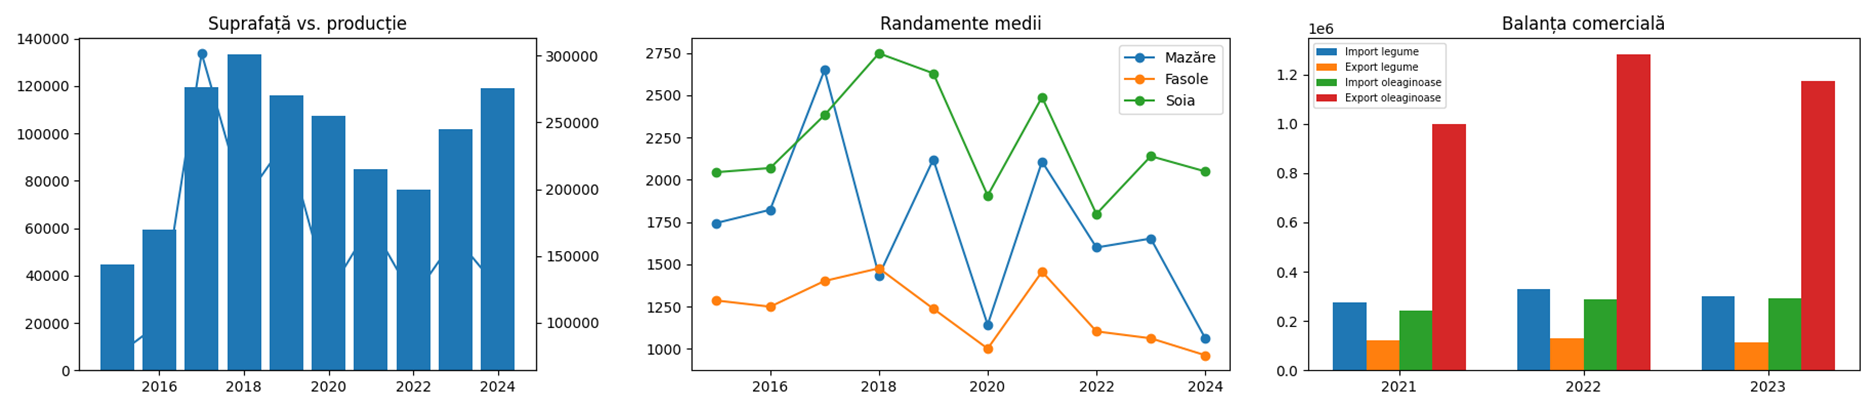 Suprafață vs. producție
140000
120000
100000
80000
60000
40000
20000
0
300000
250000
200000
150000
100000
2016 2018 2020 2022 2024
Randamente medii
2750
2500
2250
2000
1750
1500
1250
1000
Mazăre
Fasole
Soia
2016 2018 2020 2022 2024
Balanța comercială
1e6
1.2
1.0
0.8
0.6
0.4
0.2
0.0
Import legume
Export legume
Import oleaginoase
Export oleaginoase
2021 2022 2023